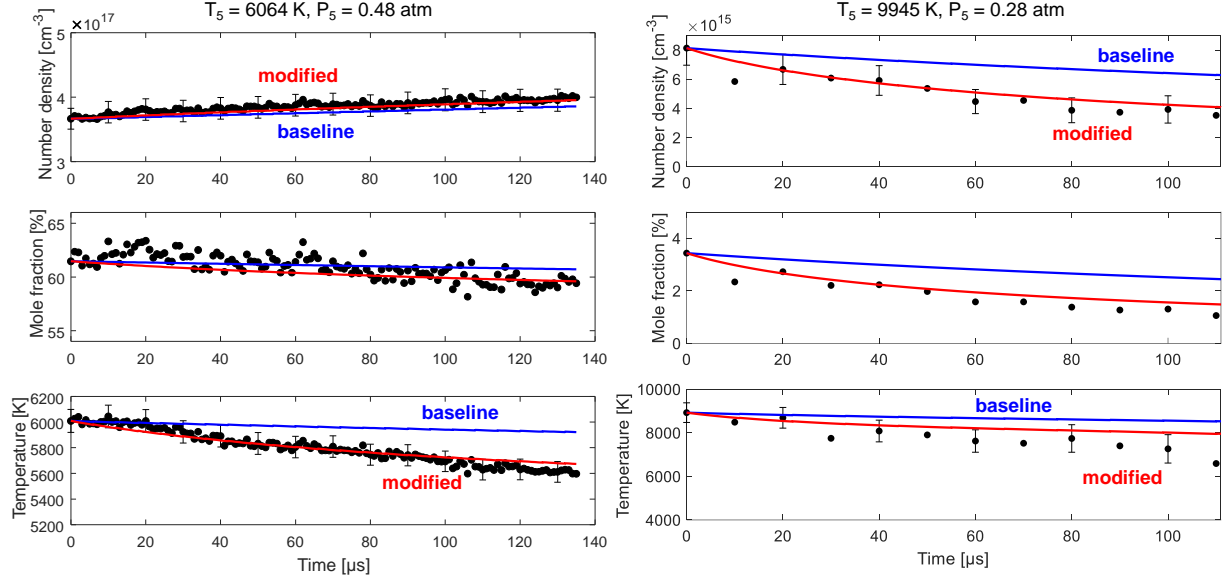 T5 = 6064 K, P5 = 0.48 atm
×10^17
Number density [cm^-3]
5
4
3
modified
baseline
0 20 40 60 80 100 120 140
Mole fraction [%]
65
60
55
0 20 40 60 80 100 120 140
Temperature [K]
6200
6000
5800
5600
5400
5200
baseline
modified
0 20 40 60 80 100 120 140
Time [µs]
T5 = 9945 K, P5 = 0.28 atm
×10^15
Number density [cm^-3]
8
6
4
2
0
baseline
modified
0 20 40 60 80 100
Mole fraction [%]
4
2
0
0 20 40 60 80 100
Temperature [K]
10000
8000
6000
4000
baseline
modified
0 20 40 60 80 100
Time [µs]